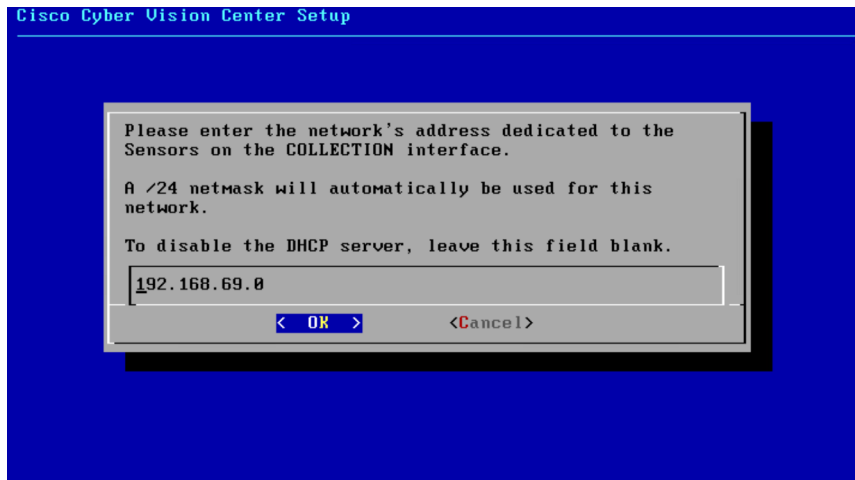 Cisco Cyber Vision Center Setup
Please enter the network's address dedicated to the
Sensors on the COLLECTION interface.
A /24 netmask will automatically be used for this
network.
To disable the DHCP server, leave this field blank.
192.168.69.0
< OK > <Cancel>